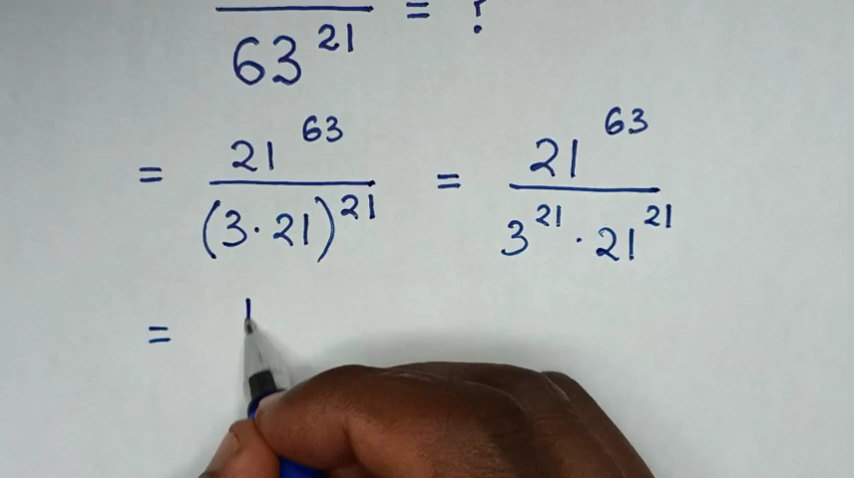 63^21 = ?
= 21^63 / (3·21)^21 = 21^63 / 3^21 · 21^21
=